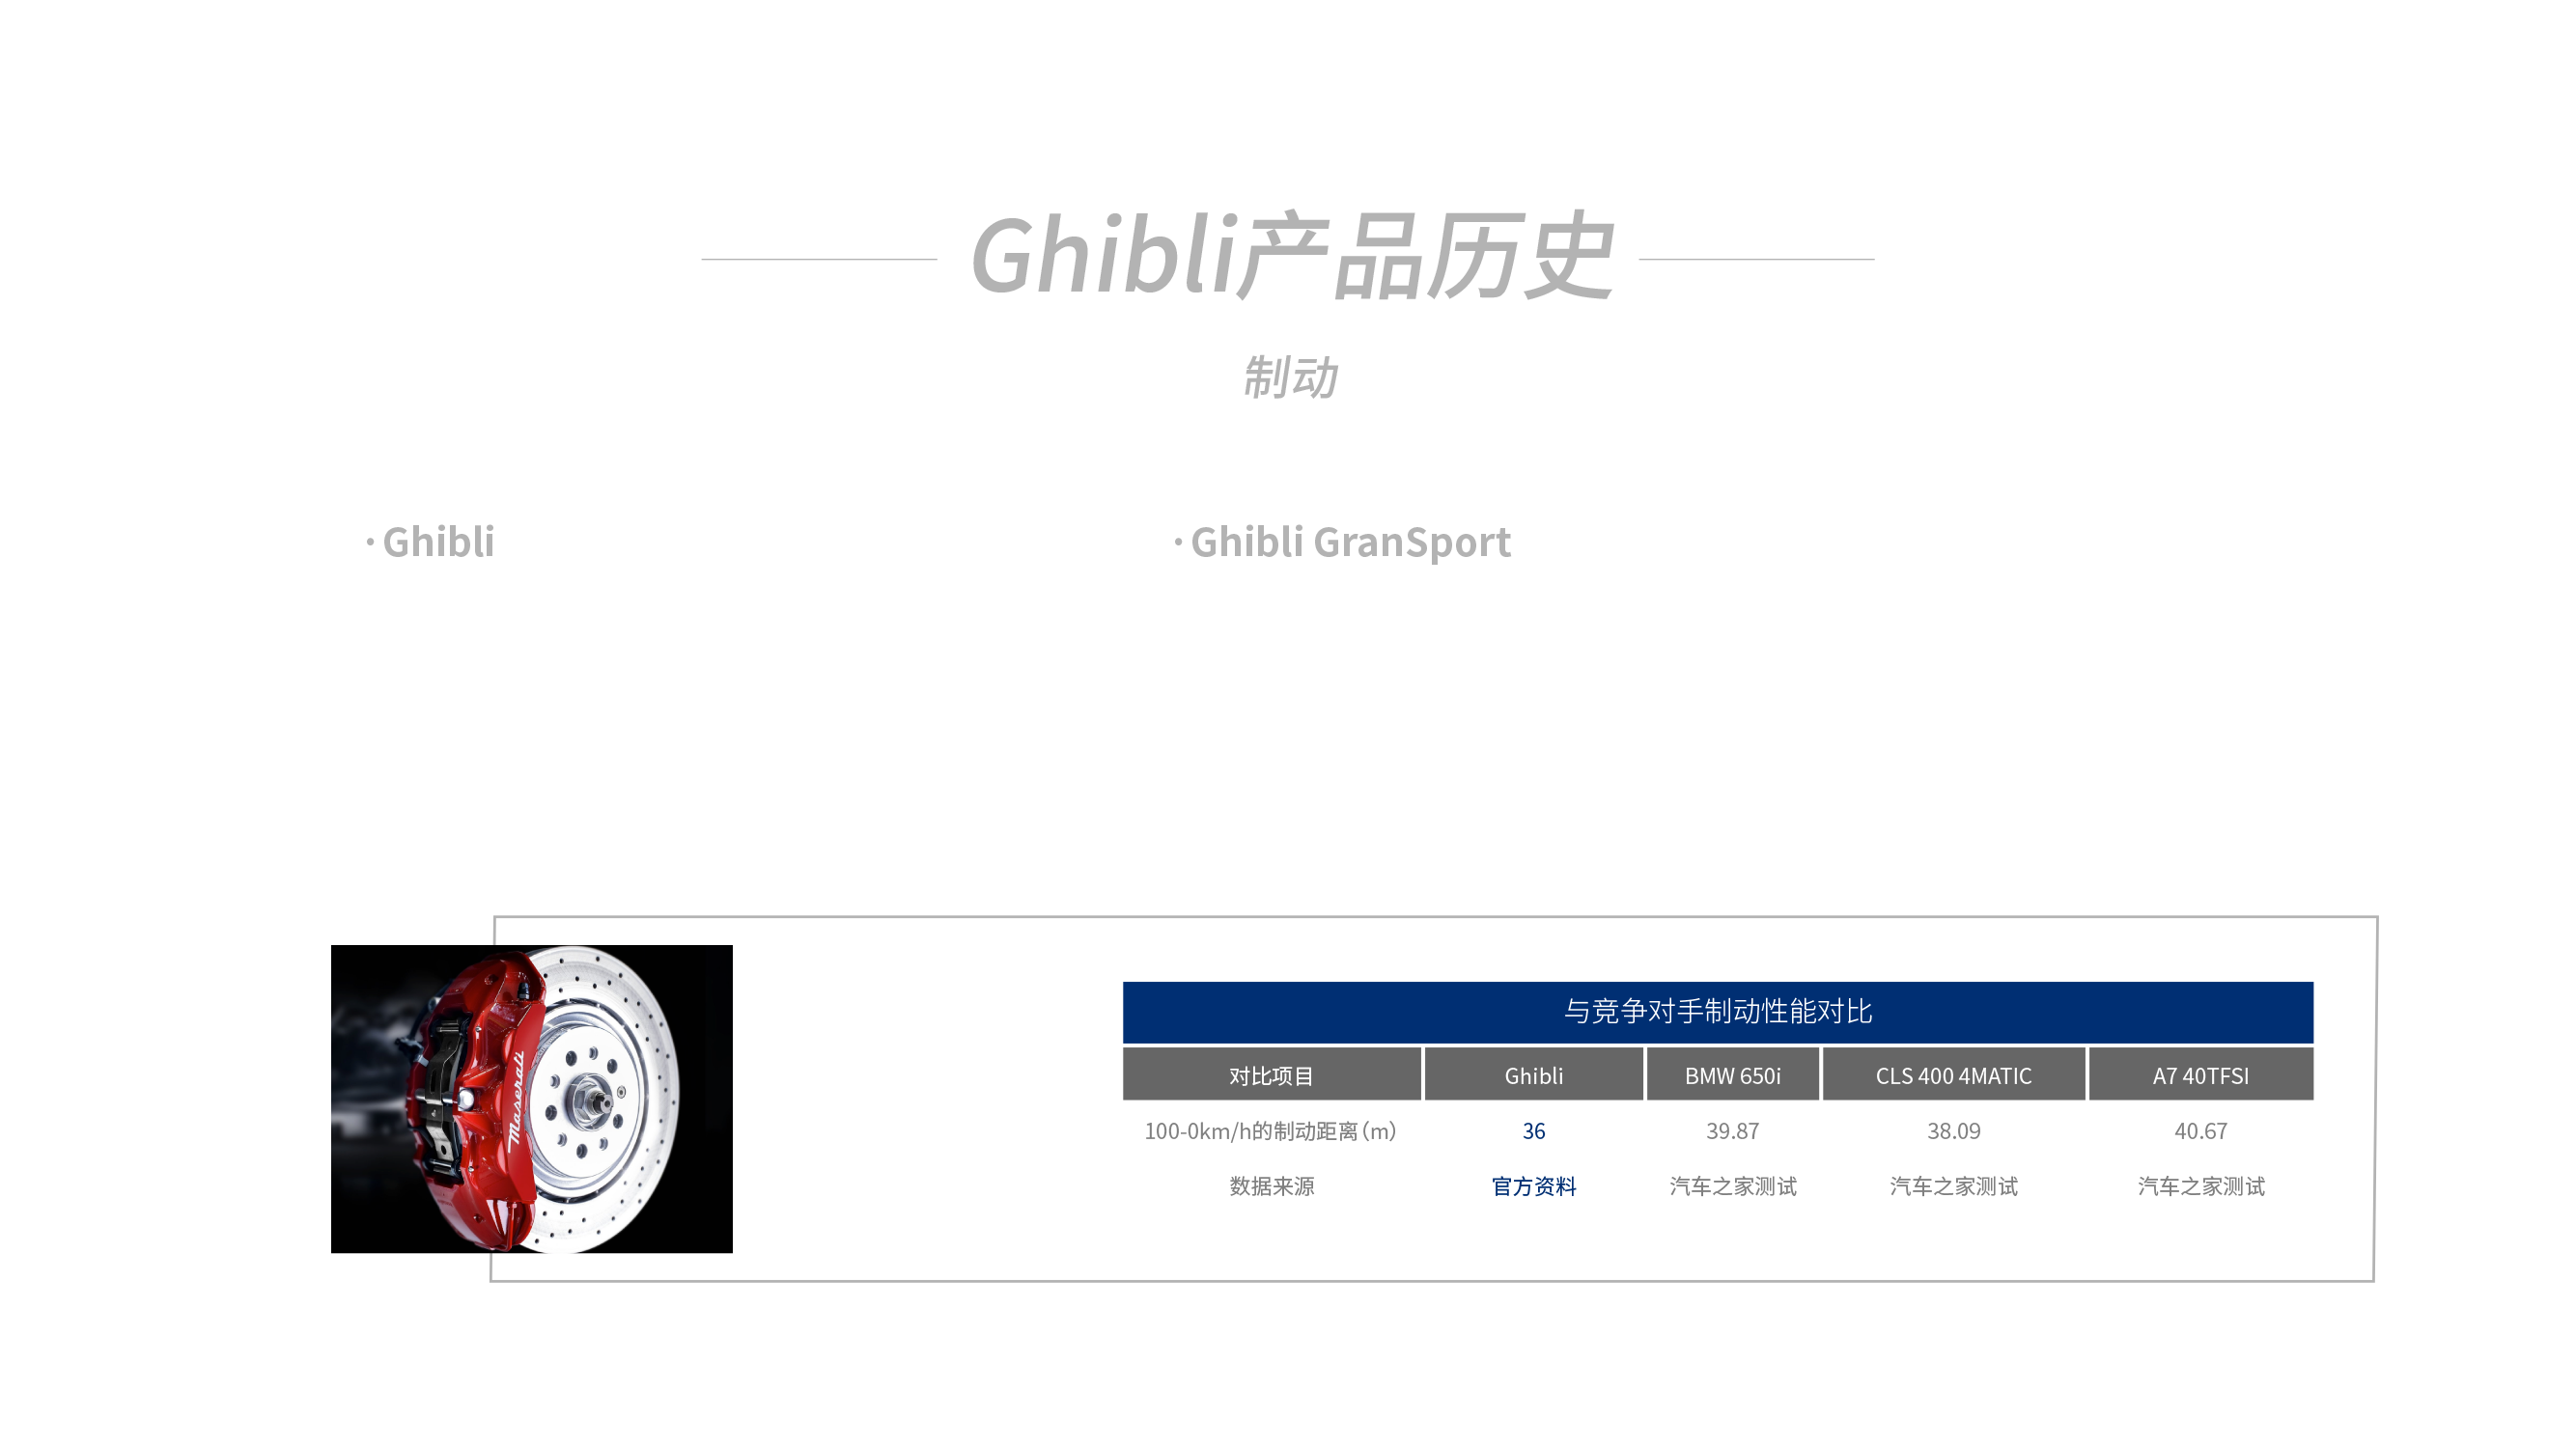 Ghibli产品历史
制动
· Ghibli
· Ghibli GranSport
Maserati
与竞争对手制动性能对比
对比项目 Ghibli BMW 650i CLS 400 4MATIC A7 40TFSI
100-0km/h的制动距离(m) 36 39.87 38.09 40.67
数据来源 官方资料 汽车之家测试 汽车之家测试 汽车之家测试